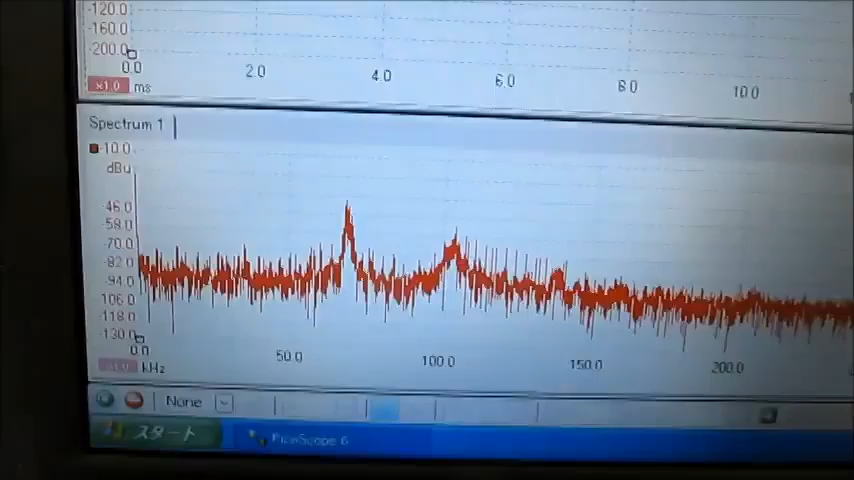 -120.0
-160.0
-200.0
0.0 2.0 4.0 6.0 8.0 10.0
x1.0 ms
Spectrum 1
-10.0
dBu
-46.0
-58.0
-70.0
-82.0
-94.0
-106.0
-118.0
-130.0
0.0 50.0 100.0 150.0 200.0
x1.0 kHz
None
スタート PicoScope 6